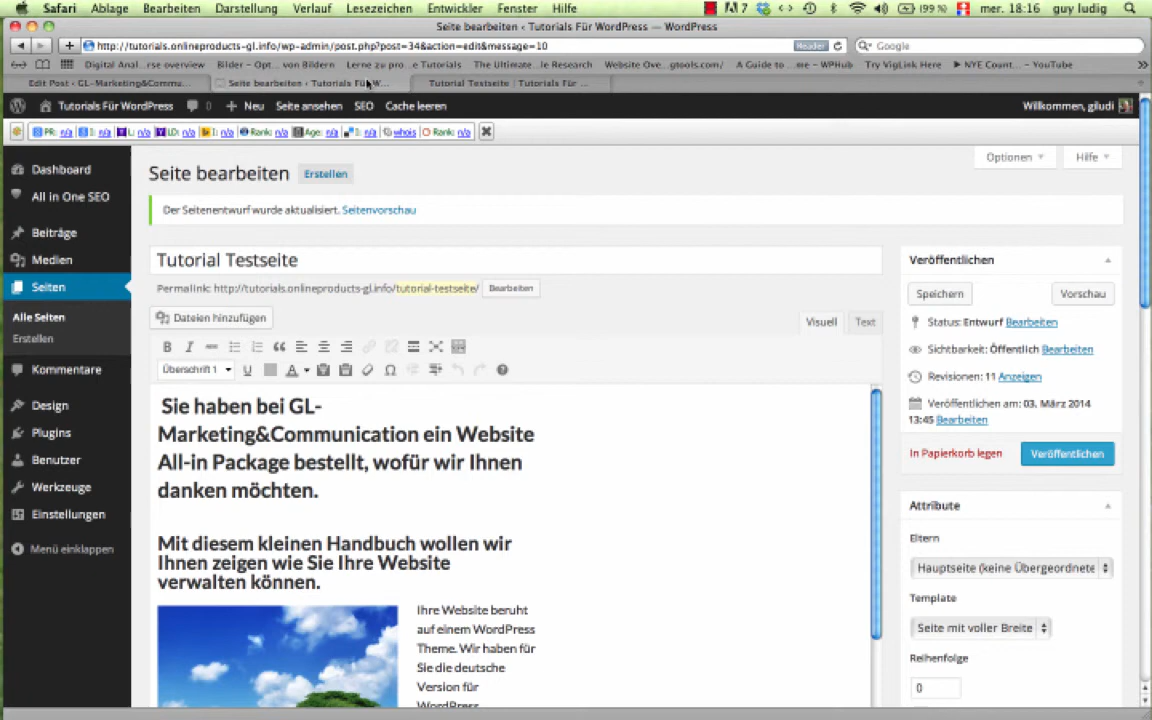 Safari Ablage Bearbeiten Darstellung Verlauf Lesezeichen Entwickler Fenster Hilfe 7 (99 %) mer. 18:16 guy ludig
Seite bearbeiten ‹ Tutorials Für WordPress — WordPress
http://tutorials.onlineproducts-gl.info/wp-admin/post.php?post=34&action=edit&message=10 Reader Google
Digital Anal...rse overview Bilder – Opt... von Bildern Lerne zu pro...e Tutorials The Ultimate...le Research Website Ove...gtools.com/ A Guide to ...me – WPHub Try VigLink Here ▶ NYE Count... – YouTube
Edit Post ‹ GL-Marketing&Commu... Seite bearbeiten ‹ Tutorials Für W... Tutorial Testseite | Tutorials Für ...
Tutorials Für WordPress 0 + Neu Seite ansehen SEO Cache leeren Willkommen, giludi
PR: n/a I: n/a L: n/a LD: n/a I: n/a Rank: n/a Age: n/a I: n/a whois Rank: n/a
Optionen Hilfe
Dashboard
All in One SEO
Beiträge
Medien
Seiten
Alle Seiten
Erstellen
Kommentare
Design
Plugins
Benutzer
Werkzeuge
Einstellungen
Menü einklappen
Seite bearbeiten Erstellen
Der Seitenentwurf wurde aktualisiert. Seitenvorschau
Tutorial Testseite
Permalink: http://tutorials.onlineproducts-gl.info/tutorial-testseite/ Bearbeiten
Dateien hinzufügen Visuell Text
B I
Überschrift 1 U A Ω
Sie haben bei GL-
Marketing&Communication ein Website
All-in Package bestellt, wofür wir Ihnen
danken möchten.
Mit diesem kleinen Handbuch wollen wir
Ihnen zeigen wie Sie Ihre Website
verwalten können.
Ihre Website beruht
auf einem WordPress
Theme. Wir haben für
Sie die deutsche
Version für
WordPress
Veröffentlichen
Speichern Vorschau
Status: Entwurf Bearbeiten
Sichtbarkeit: Öffentlich Bearbeiten
Revisionen: 11 Anzeigen
Veröffentlichen am: 03. März 2014
13:45 Bearbeiten
In Papierkorb legen Veröffentlichen
Attribute
Eltern
Hauptseite (keine Übergeordnete
Template
Seite mit voller Breite
Reihenfolge
0